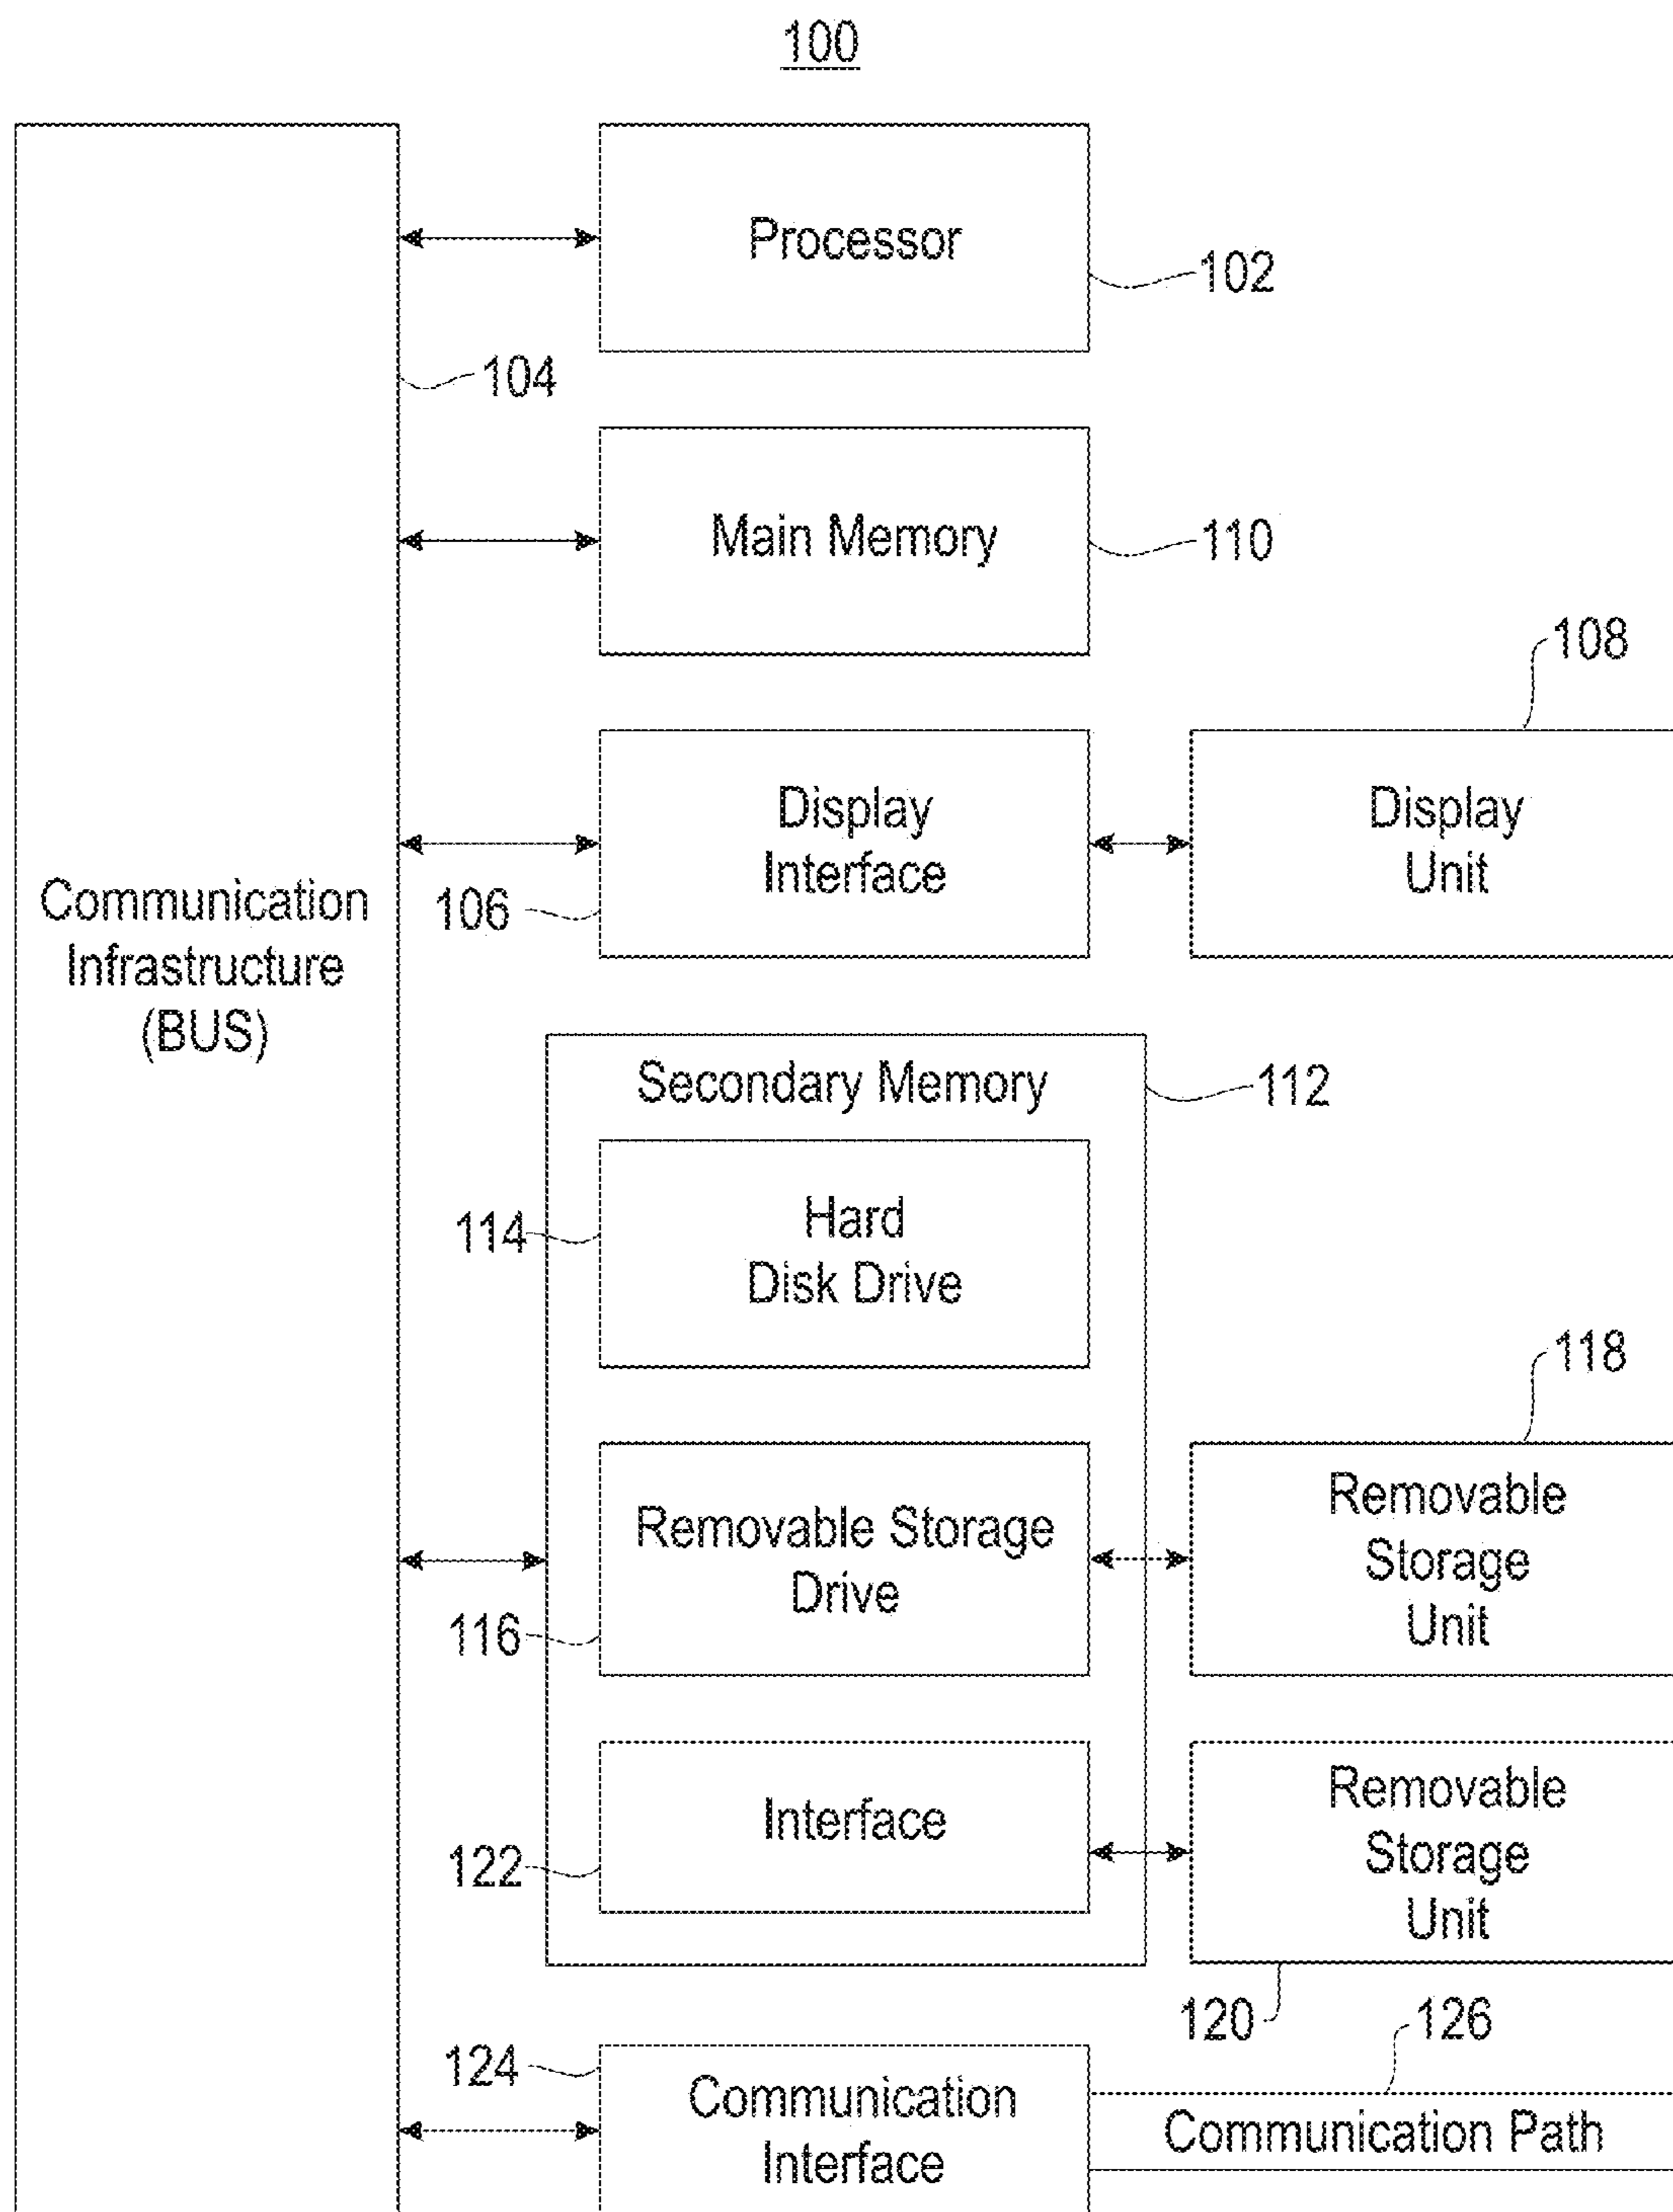 100
Processor
102
104
Main Memory
110
108
Display
Interface
106
Display
Unit
Communication
Infrastructure
(BUS)
Secondary Memory
112
Hard
Disk Drive
114
118
Removable Storage
Drive
116
Removable
Storage
Unit
Interface
122
Removable
Storage
Unit
120
126
124
Communication
Interface
Communication Path